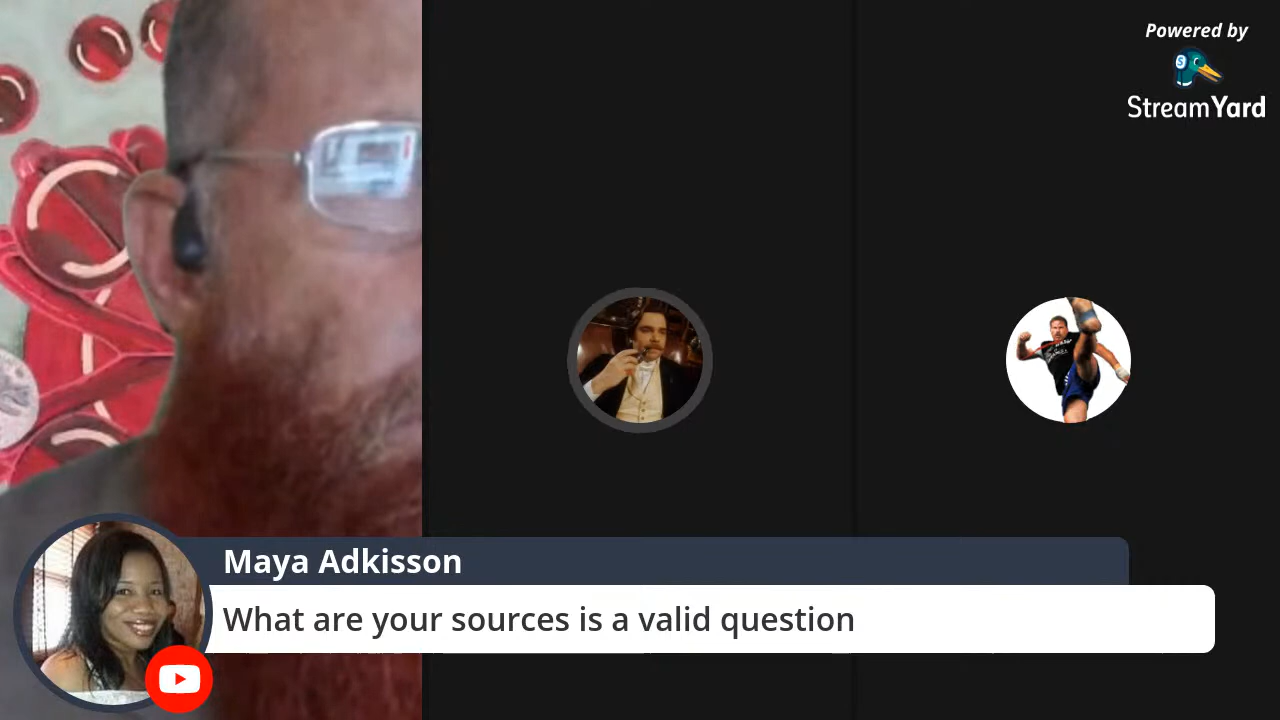 Powered by
StreamYard
Maya Adkisson
What are your sources is a valid question